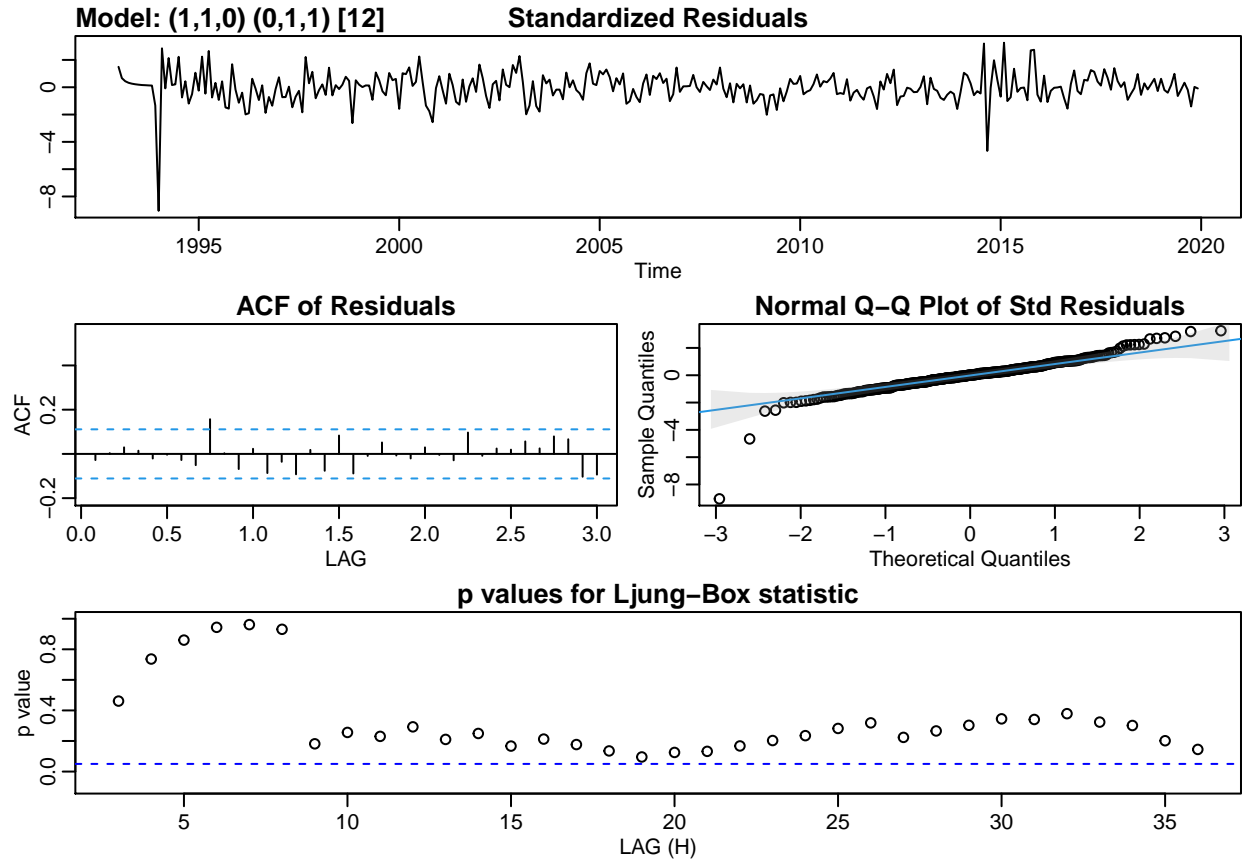 Model: (1,1,0) (0,1,1) [12] Standardized Residuals
0
−4
−8
1995 2000 2005 2010 2015 2020
Time
ACF of Residuals
ACF
0.2
−0.2
0.0 0.5 1.0 1.5 2.0 2.5 3.0
LAG
Normal Q−Q Plot of Std Residuals
Sample Quantiles
0
−4
−8
−3 −2 −1 0 1 2 3
Theoretical Quantiles
p values for Ljung−Box statistic
p value
0.8
0.4
0.0
5 10 15 20 25 30 35
LAG (H)